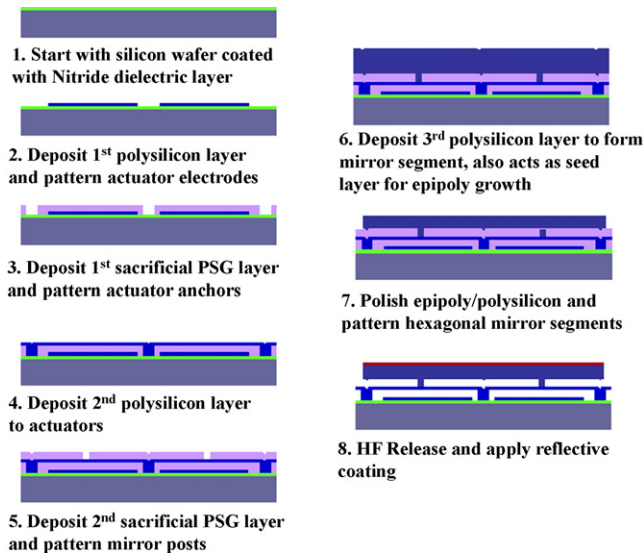 1. Start with silicon wafer coated
with Nitride dielectric layer
2. Deposit 1st polysilicon layer
and pattern actuator electrodes
3. Deposit 1st sacrificial PSG layer
and pattern actuator anchors
4. Deposit 2nd polysilicon layer
to actuators
5. Deposit 2nd sacrificial PSG layer
and pattern mirror posts
6. Deposit 3rd polysilicon layer to form
mirror segment, also acts as seed
layer for epipoly growth
7. Polish epipoly/polysilicon and
pattern hexagonal mirror segments
8. HF Release and apply reflective
coating